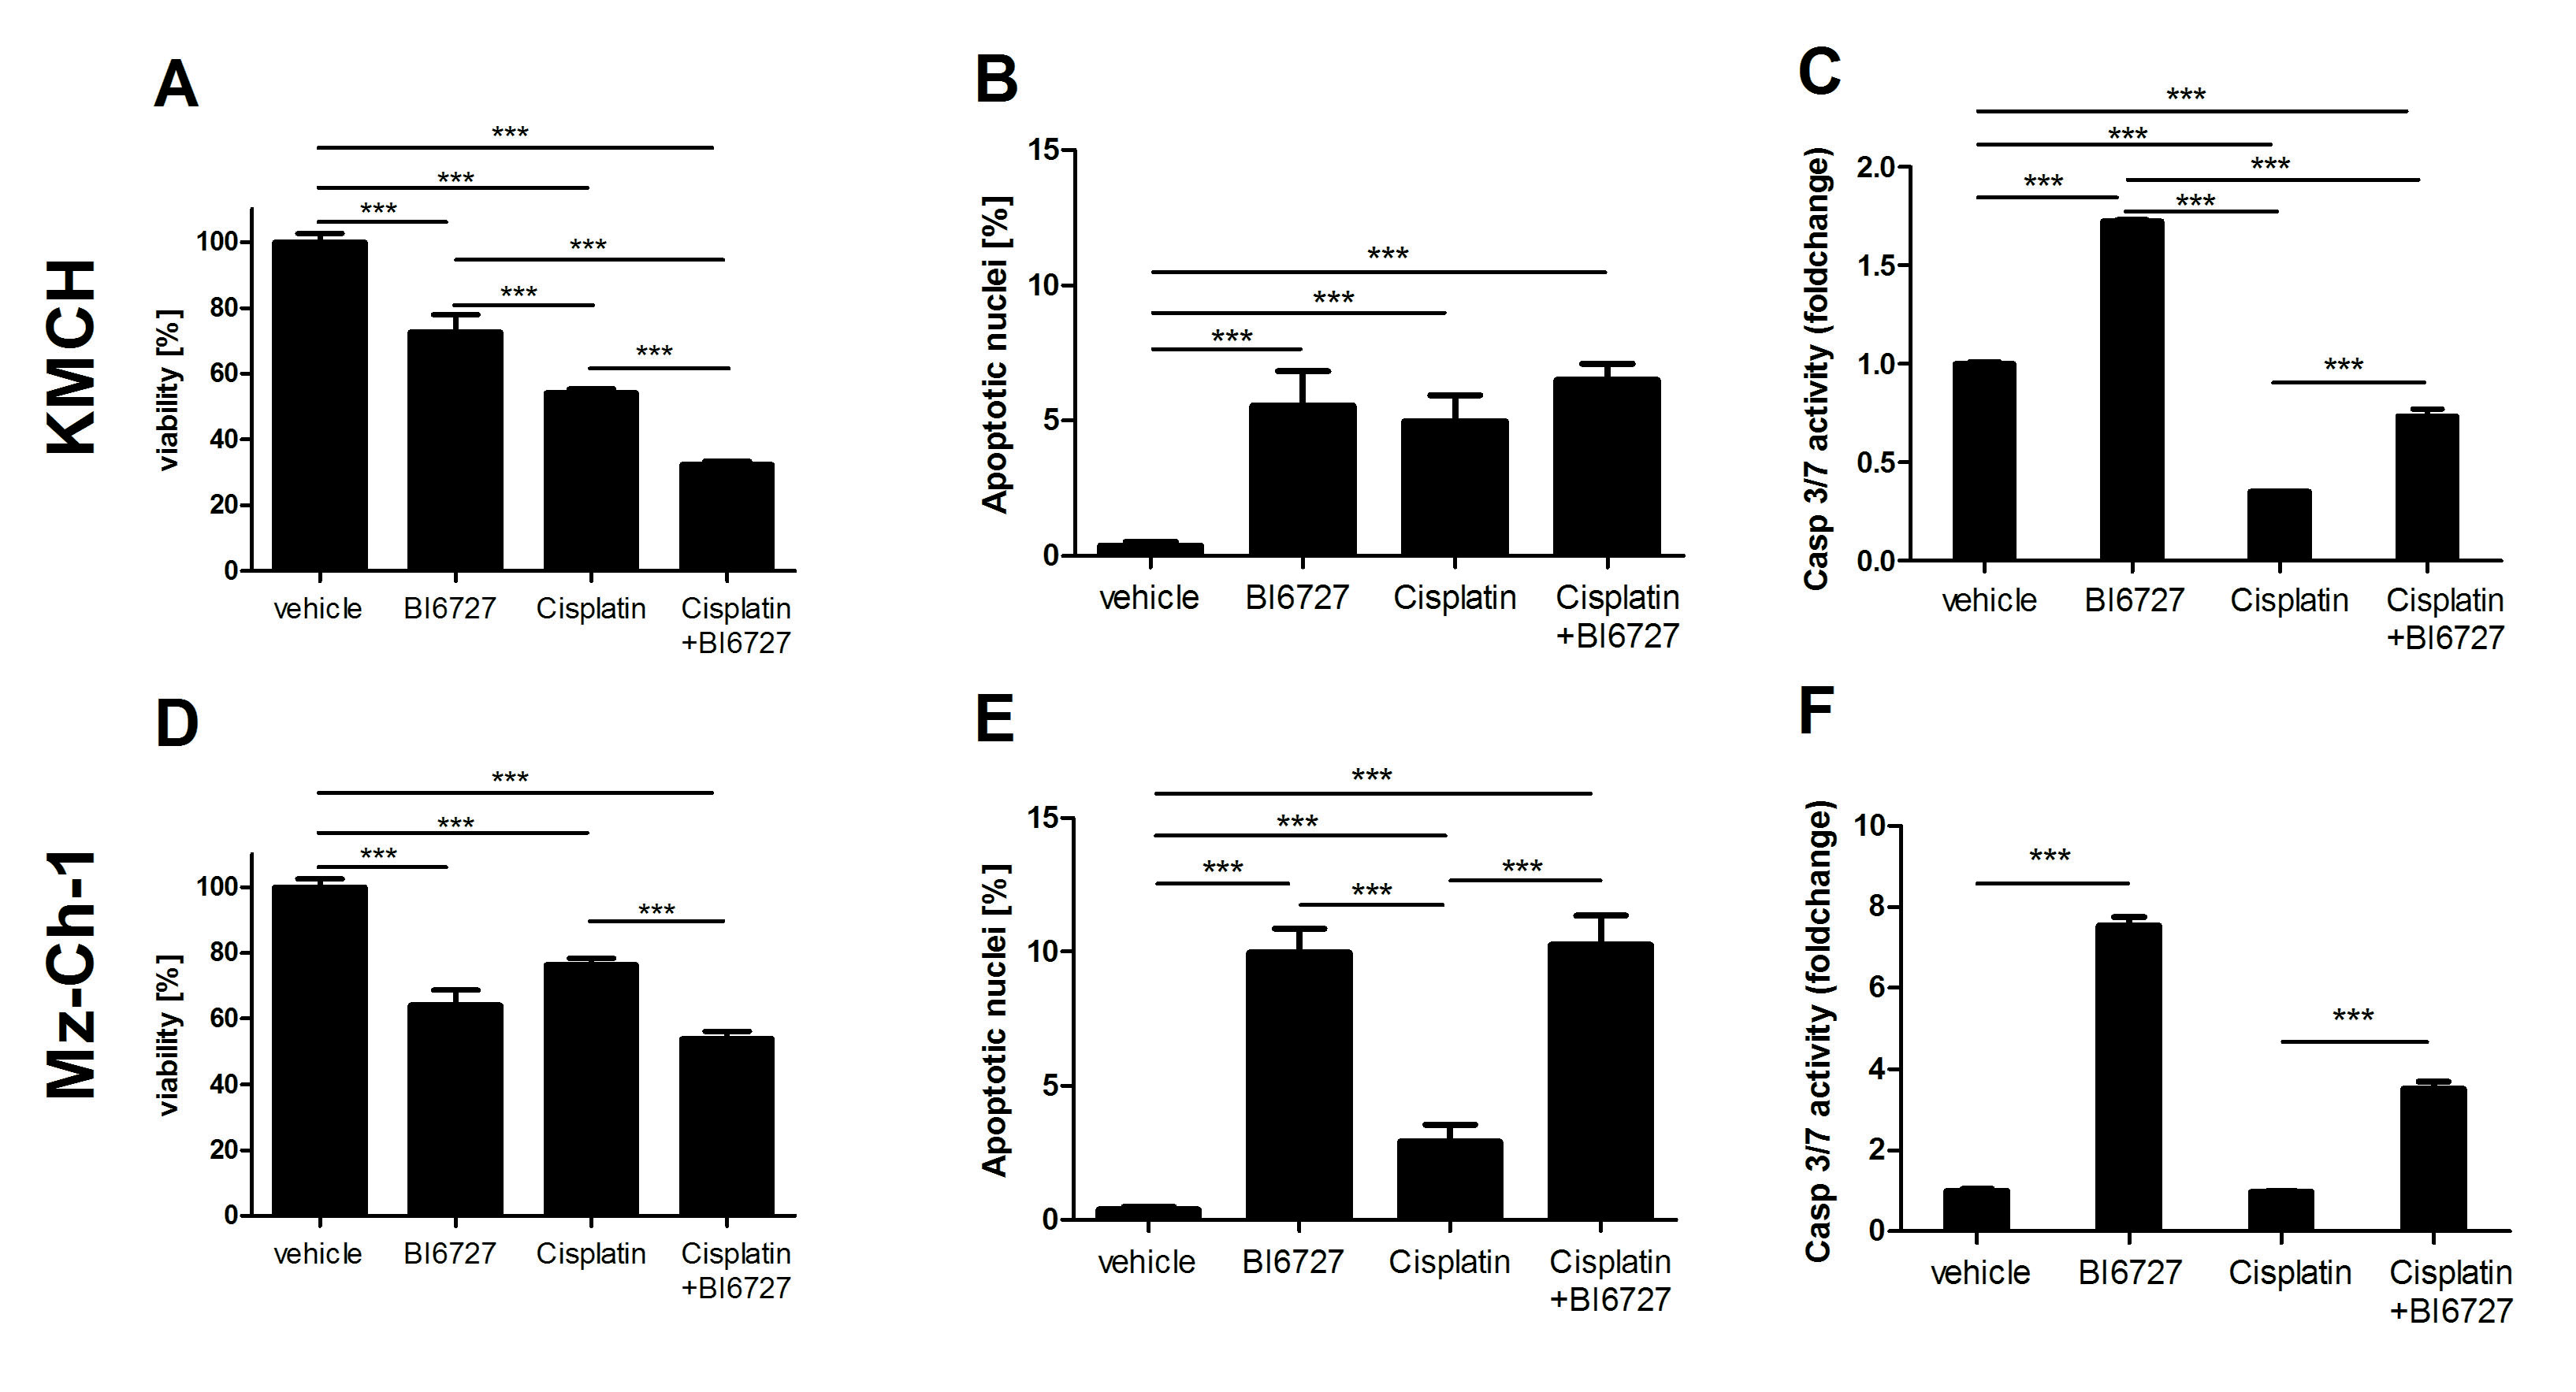 KMCH
A
***
***
***
***
***
***
viability [%]
100
80
60
40
20
0
vehicle BI6727 Cisplatin Cisplatin
+BI6727
B
***
***
***
Apoptotic nuclei [%]
15
10
5
0
vehicle BI6727 Cisplatin Cisplatin
+BI6727
C
***
***
***
***
***
***
Casp 3/7 activity (foldchange)
2.0
1.5
1.0
0.5
0.0
vehicle BI6727 Cisplatin Cisplatin
+BI6727
Mz-Ch-1
D
***
***
***
***
viability [%]
100
80
60
40
20
0
vehicle BI6727 Cisplatin Cisplatin
+BI6727
E
***
***
***
***
***
Apoptotic nuclei [%]
15
10
5
0
vehicle BI6727 Cisplatin Cisplatin
+BI6727
F
***
***
Casp 3/7 activity (foldchange)
10
8
6
4
2
0
vehicle BI6727 Cisplatin Cisplatin
+BI6727